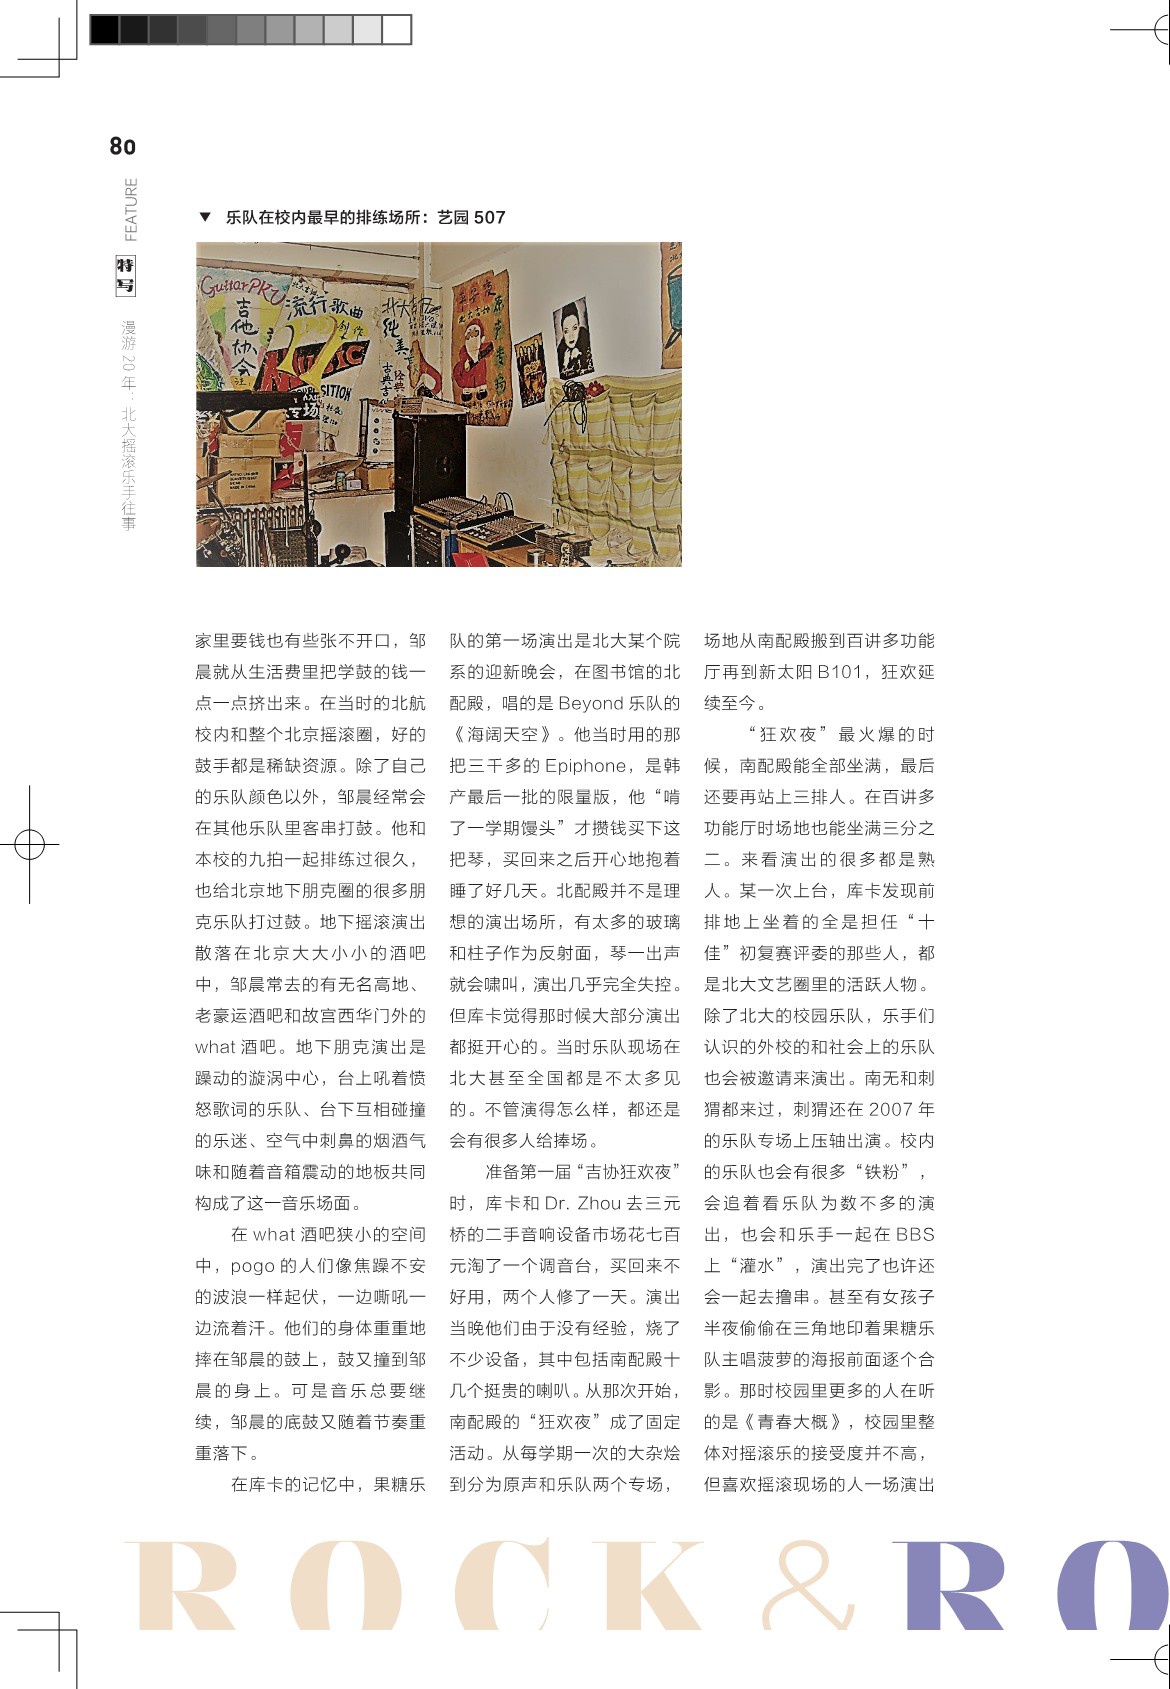 80
FEATURE
特写
漫游 20 年：北大摇滚乐手往事
▼ 乐队在校内最早的排练场所：艺园 507
Guitar PKU
吉他协会
流行歌曲
创作
MUSIC
北大
纯美
古典吉
经典
专场
家里要钱也有些张不开口，邹
晨就从生活费里把学鼓的钱一
点一点挤出来。在当时的北航
校内和整个北京摇滚圈，好的
鼓手都是稀缺资源。除了自己
的乐队颜色以外，邹晨经常会
在其他乐队里客串打鼓。他和
本校的九拍一起排练过很久，
也给北京地下朋克圈的很多朋
克乐队打过鼓。地下摇滚演出
散落在北京大大小小的酒吧
中，邹晨常去的有无名高地、
老豪运酒吧和故宫西华门外的
what 酒吧。地下朋克演出是
躁动的漩涡中心，台上吼着愤
怒歌词的乐队、台下互相碰撞
的乐迷、空气中刺鼻的烟酒气
味和随着音箱震动的地板共同
构成了这一音乐场面。
在 what 酒吧狭小的空间
中，pogo 的人们像焦躁不安
的波浪一样起伏，一边嘶吼一
边流着汗。他们的身体重重地
摔在邹晨的鼓上，鼓又撞到邹
晨的身上。可是音乐总要继
续，邹晨的底鼓又随着节奏重
重落下。
在库卡的记忆中，果糖乐
队的第一场演出是北大某个院
系的迎新晚会，在图书馆的北
配殿，唱的是 Beyond 乐队的
《海阔天空》。他当时用的那
把三千多的 Epiphone，是韩
产最后一批的限量版，他“啃
了一学期馒头”才攒钱买下这
把琴，买回来之后开心地抱着
睡了好几天。北配殿并不是理
想的演出场所，有太多的玻璃
和柱子作为反射面，琴一出声
就会啸叫，演出几乎完全失控。
但库卡觉得那时候大部分演出
都挺开心的。当时乐队现场在
北大甚至全国都是不太多见
的。不管演得怎么样，都还是
会有很多人给捧场。
准备第一届“吉协狂欢夜”
时，库卡和 Dr. Zhou 去三元
桥的二手音响设备市场花七百
元淘了一个调音台，买回来不
好用，两个人修了一天。演出
当晚他们由于没有经验，烧了
不少设备，其中包括南配殿十
几个挺贵的喇叭。从那次开始，
南配殿的“狂欢夜”成了固定
活动。从每学期一次的大杂烩
到分为原声和乐队两个专场，
场地从南配殿搬到百讲多功能
厅再到新太阳 B101，狂欢延
续至今。
“狂欢夜”最火爆的时
候，南配殿能全部坐满，最后
还要再站上三排人。在百讲多
功能厅时场地也能坐满三分之
二。来看演出的很多都是熟
人。某一次上台，库卡发现前
排地上坐着的全是担任“十
佳”初复赛评委的那些人，都
是北大文艺圈里的活跃人物。
除了北大的校园乐队，乐手们
认识的外校的和社会上的乐队
也会被邀请来演出。南无和刺
猬都来过，刺猬还在 2007 年
的乐队专场上压轴出演。校内
的乐队也会有很多“铁粉”，
会追着看乐队为数不多的演
出，也会和乐手一起在 BBS
上“灌水”，演出完了也许还
会一起去撸串。甚至有女孩子
半夜偷偷在三角地印着果糖乐
队主唱菠萝的海报前面逐个合
影。那时校园里更多的人在听
的是《青春大概》，校园里整
体对摇滚乐的接受度并不高，
但喜欢摇滚现场的人一场演出
ROCK & RO